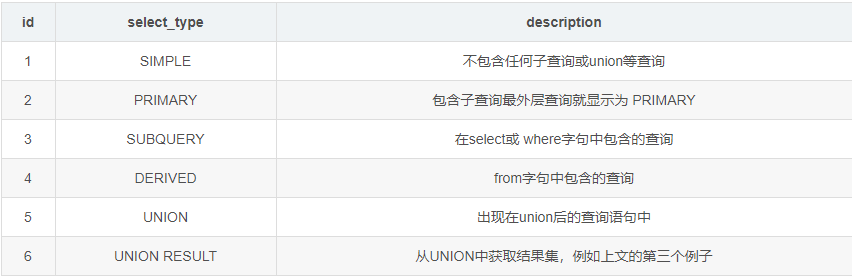 id select_type description
1 SIMPLE 不包含任何子查询或union等查询
2 PRIMARY 包含子查询最外层查询就显示为 PRIMARY
3 SUBQUERY 在select或 where字句中包含的查询
4 DERIVED from字句中包含的查询
5 UNION 出现在union后的查询语句中
6 UNION RESULT 从UNION中获取结果集，例如上文的第三个例子